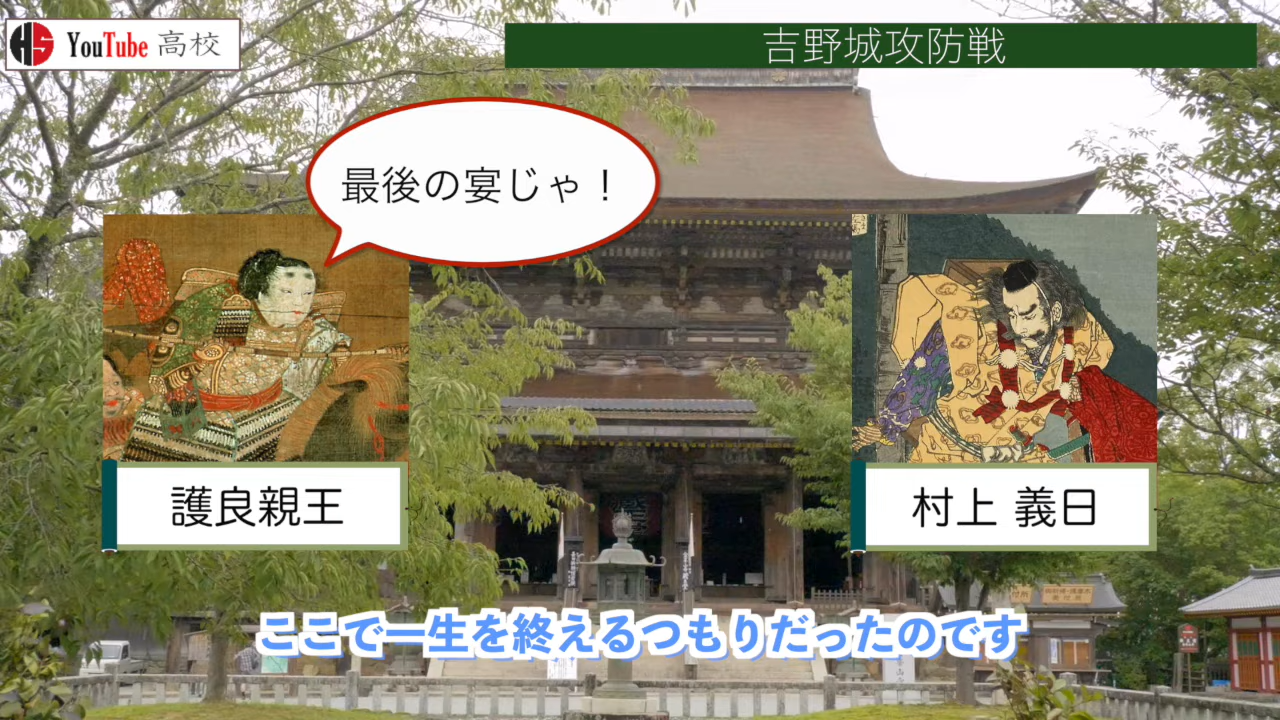 HS YouTube 高校
吉野城攻防戦
最後の宴じゃ！
護良親王
村上 義日
ここで一生を終えるつもりだったのです